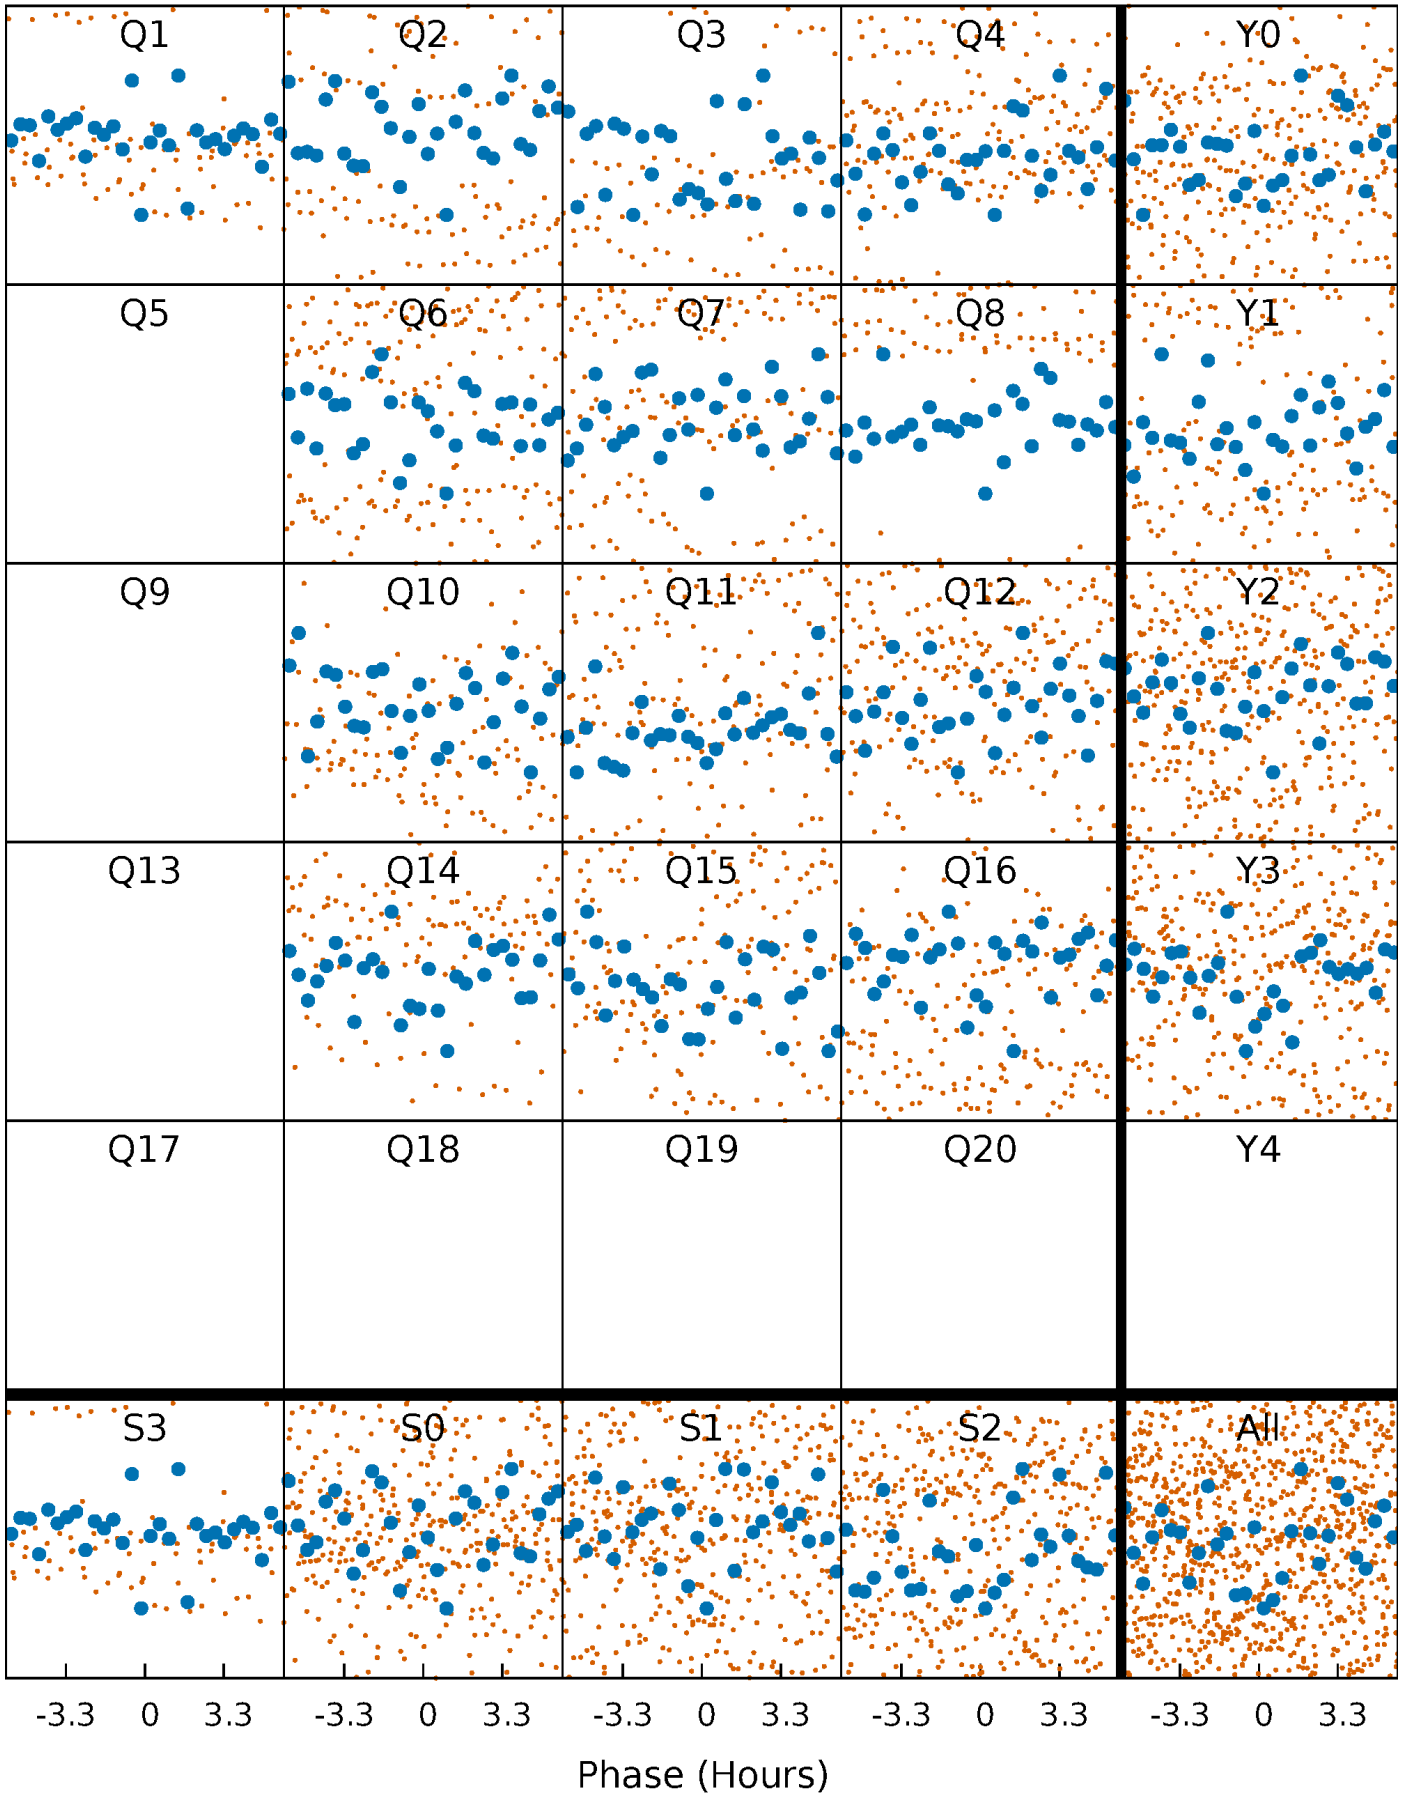 Q1 Q2 Q3 Q4 Y0
Q5 Q6 Q7 Q8 Y1
Q9 Q10 Q11 Q12 Y2
Q13 Q14 Q15 Q16 Y3
Q17 Q18 Q19 Q20 Y4
S3 S0 S1 S2 All
-3.3 0 3.3 -3.3 0 3.3 -3.3 0 3.3 -3.3 0 3.3 -3.3 0 3.3
Phase (Hours)